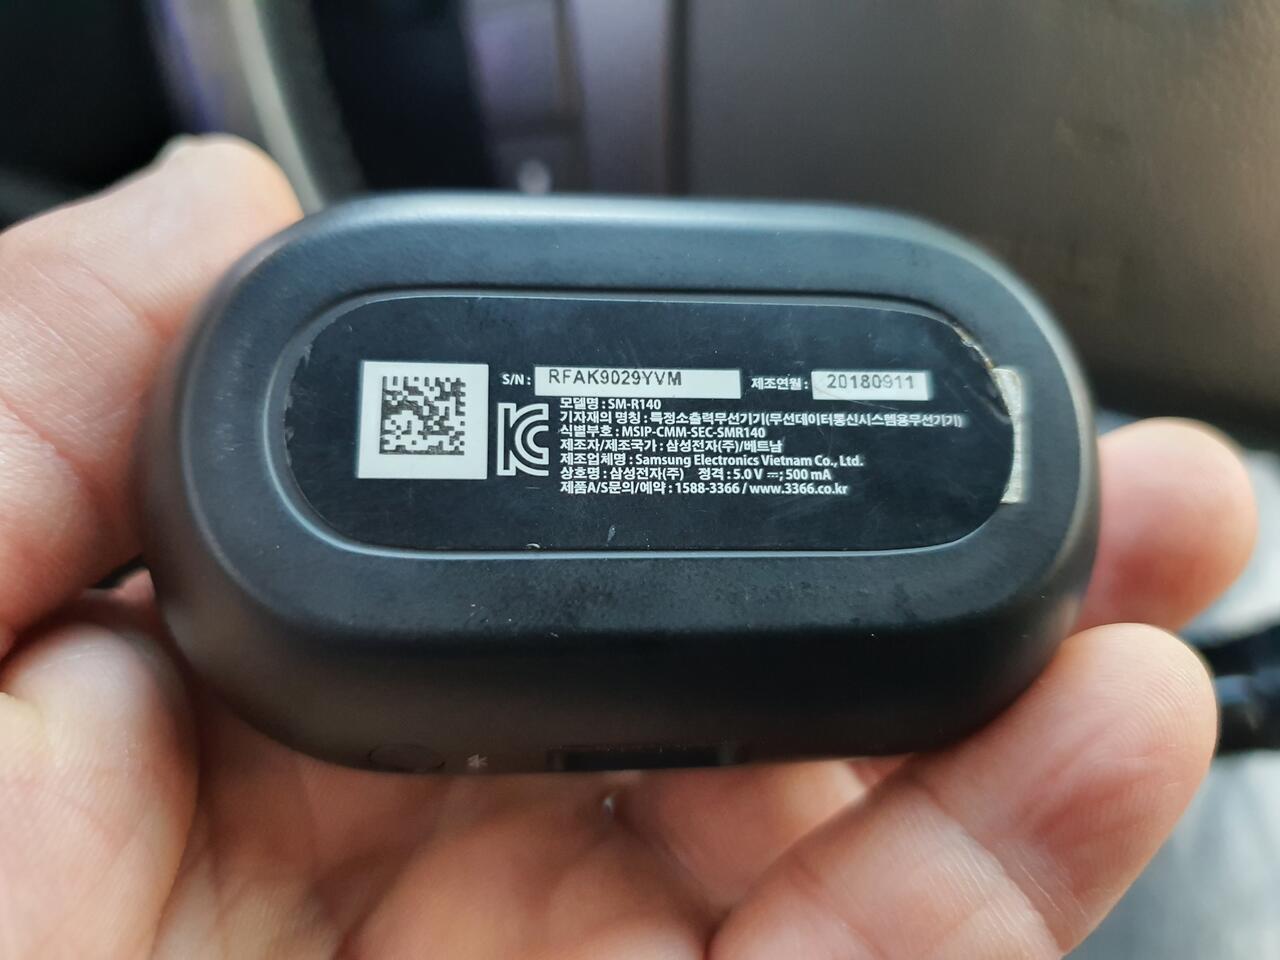 S/N : RFAK9029YVM 제조연월 : 20180911
모델명 : SM-R140
기자재의 명칭 : 특정소출력무선기기(무선데이터통신시스템용무선기기)
식별부호 : MSIP-CMM-SEC-SMR140
제조자/제조국가 : 삼성전자(주)/베트남
제조업체명 : Samsung Electronics Vietnam Co., Ltd.
상호명 : 삼성전자(주) 정격 : 5.0 V ⎓; 500 mA
제품A/S문의/예약 : 1588-3366 / www.3366.co.kr